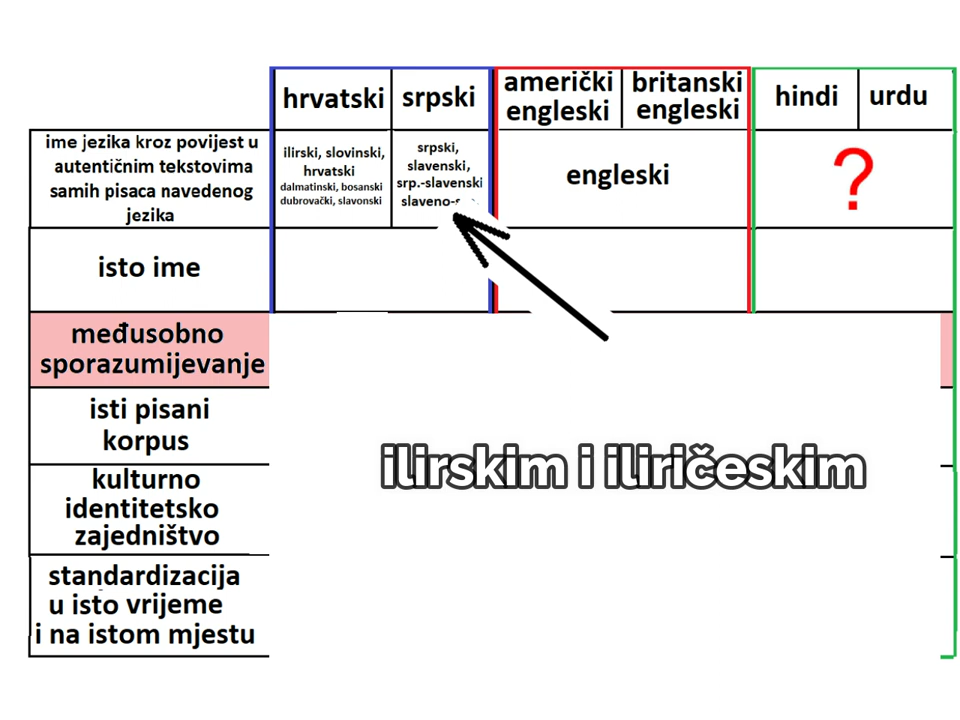 hrvatski
srpski
američki
engleski
britanski
engleski
hindi
urdu
ime jezika kroz povijest u
autentičnim tekstovima
samih pisaca navedenog
jezika
ilirski, slovinski,
hrvatski
dalmatinski, bosanski
dubrovački, slavonski
srpski,
slavenski,
srp.-slavenski
engleski
?
isto ime
međusobno
sporazumijevanje
isti pisani
korpus
kulturno
identitetsko
zajedništvo
ilirskim i iliričeskim
standardizacija
u isto vrijeme
i na istom mjestu